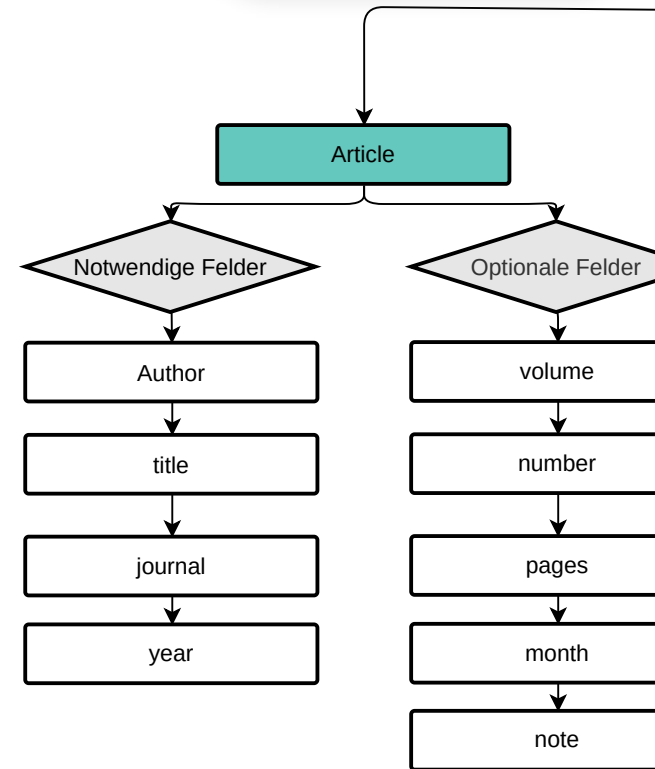 Article
Notwendige Felder
Optionale Felder
Author
volume
title
number
journal
pages
year
month
note